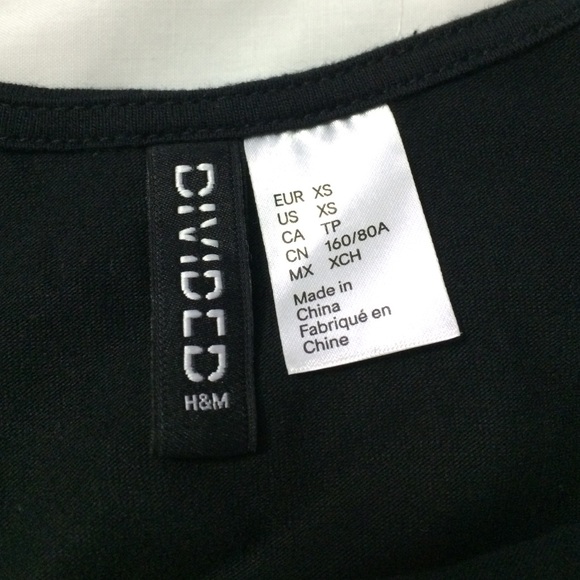 DIVIDED
H&M
EUR XS
US XS
CA TP
CN 160/80A
MX XCH
Made in
China
Fabriqué en
Chine